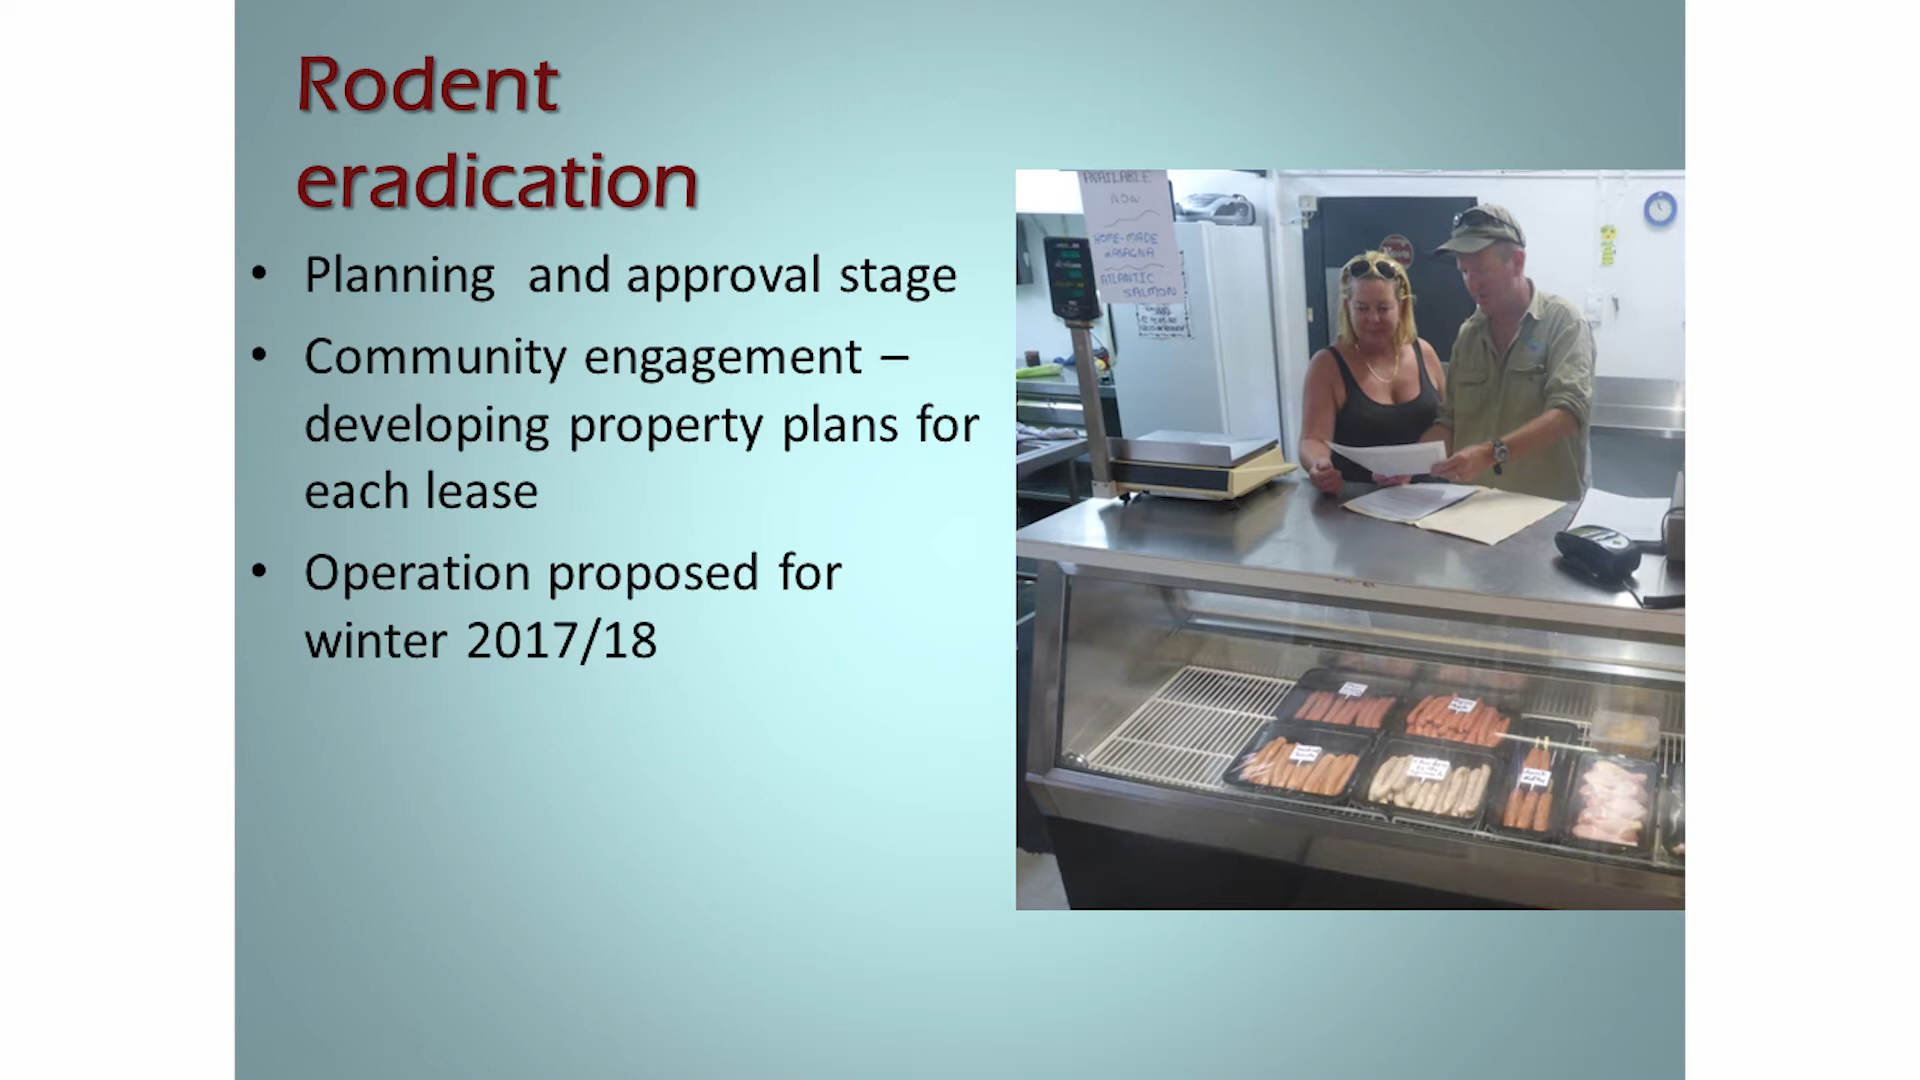 Rodent
eradication
• Planning and approval stage
• Community engagement –
developing property plans for
each lease
• Operation proposed for
winter 2017/18
AVAILABLE
NOW
HOME-MADE
LASAGNA
ATLANTIC
SALMON